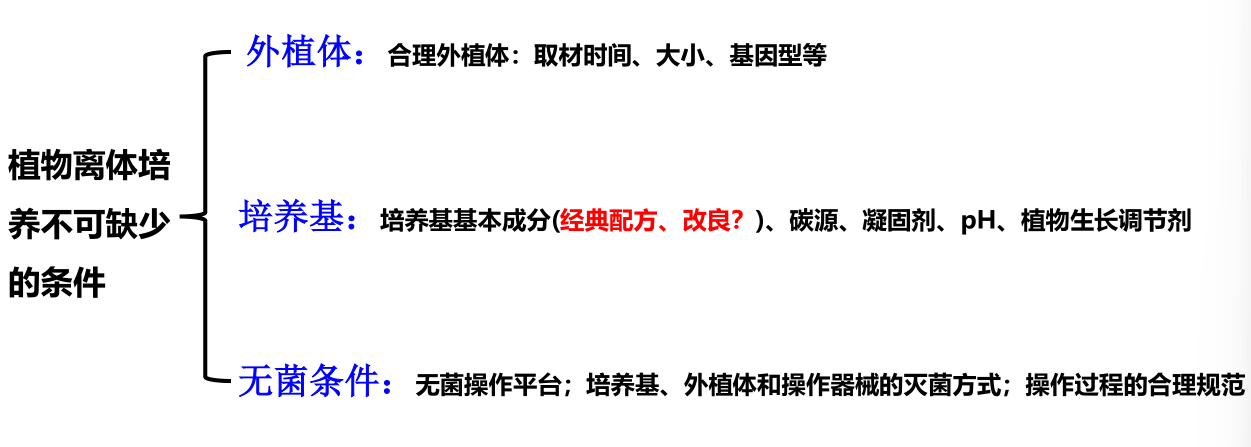 植物离体培
养不可缺少
的条件
外植体：合理外植体：取材时间、大小、基因型等
培养基：培养基基本成分(经典配方、改良？)、碳源、凝固剂、pH、植物生长调节剂
无菌条件：无菌操作平台；培养基、外植体和操作器械的灭菌方式；操作过程的合理规范